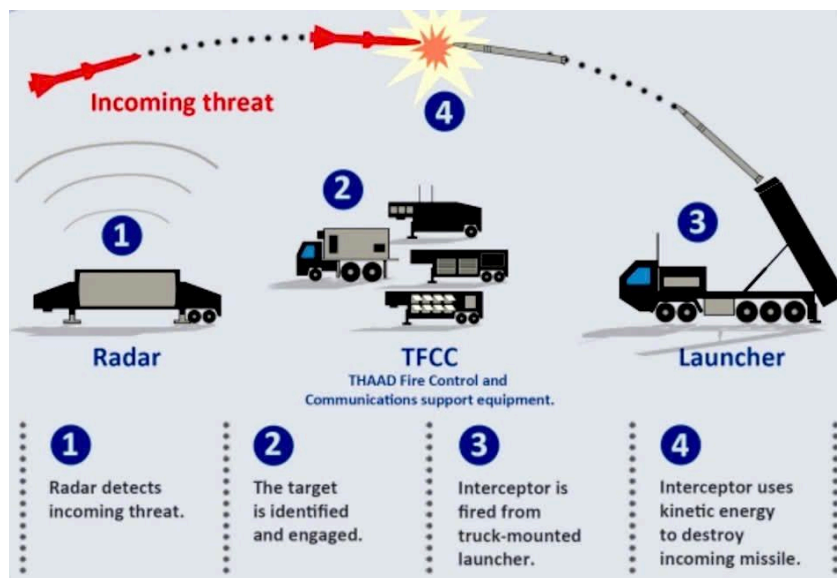 Incoming threat
4
2
1
3
Radar
TFCC
Launcher
THAAD Fire Control and
Communications support equipment.
1
Radar detects
incoming threat.
2
The target
is identified
and engaged.
3
Interceptor is
fired from
truck-mounted
launcher.
4
Interceptor uses
kinetic energy
to destroy
incoming missile.